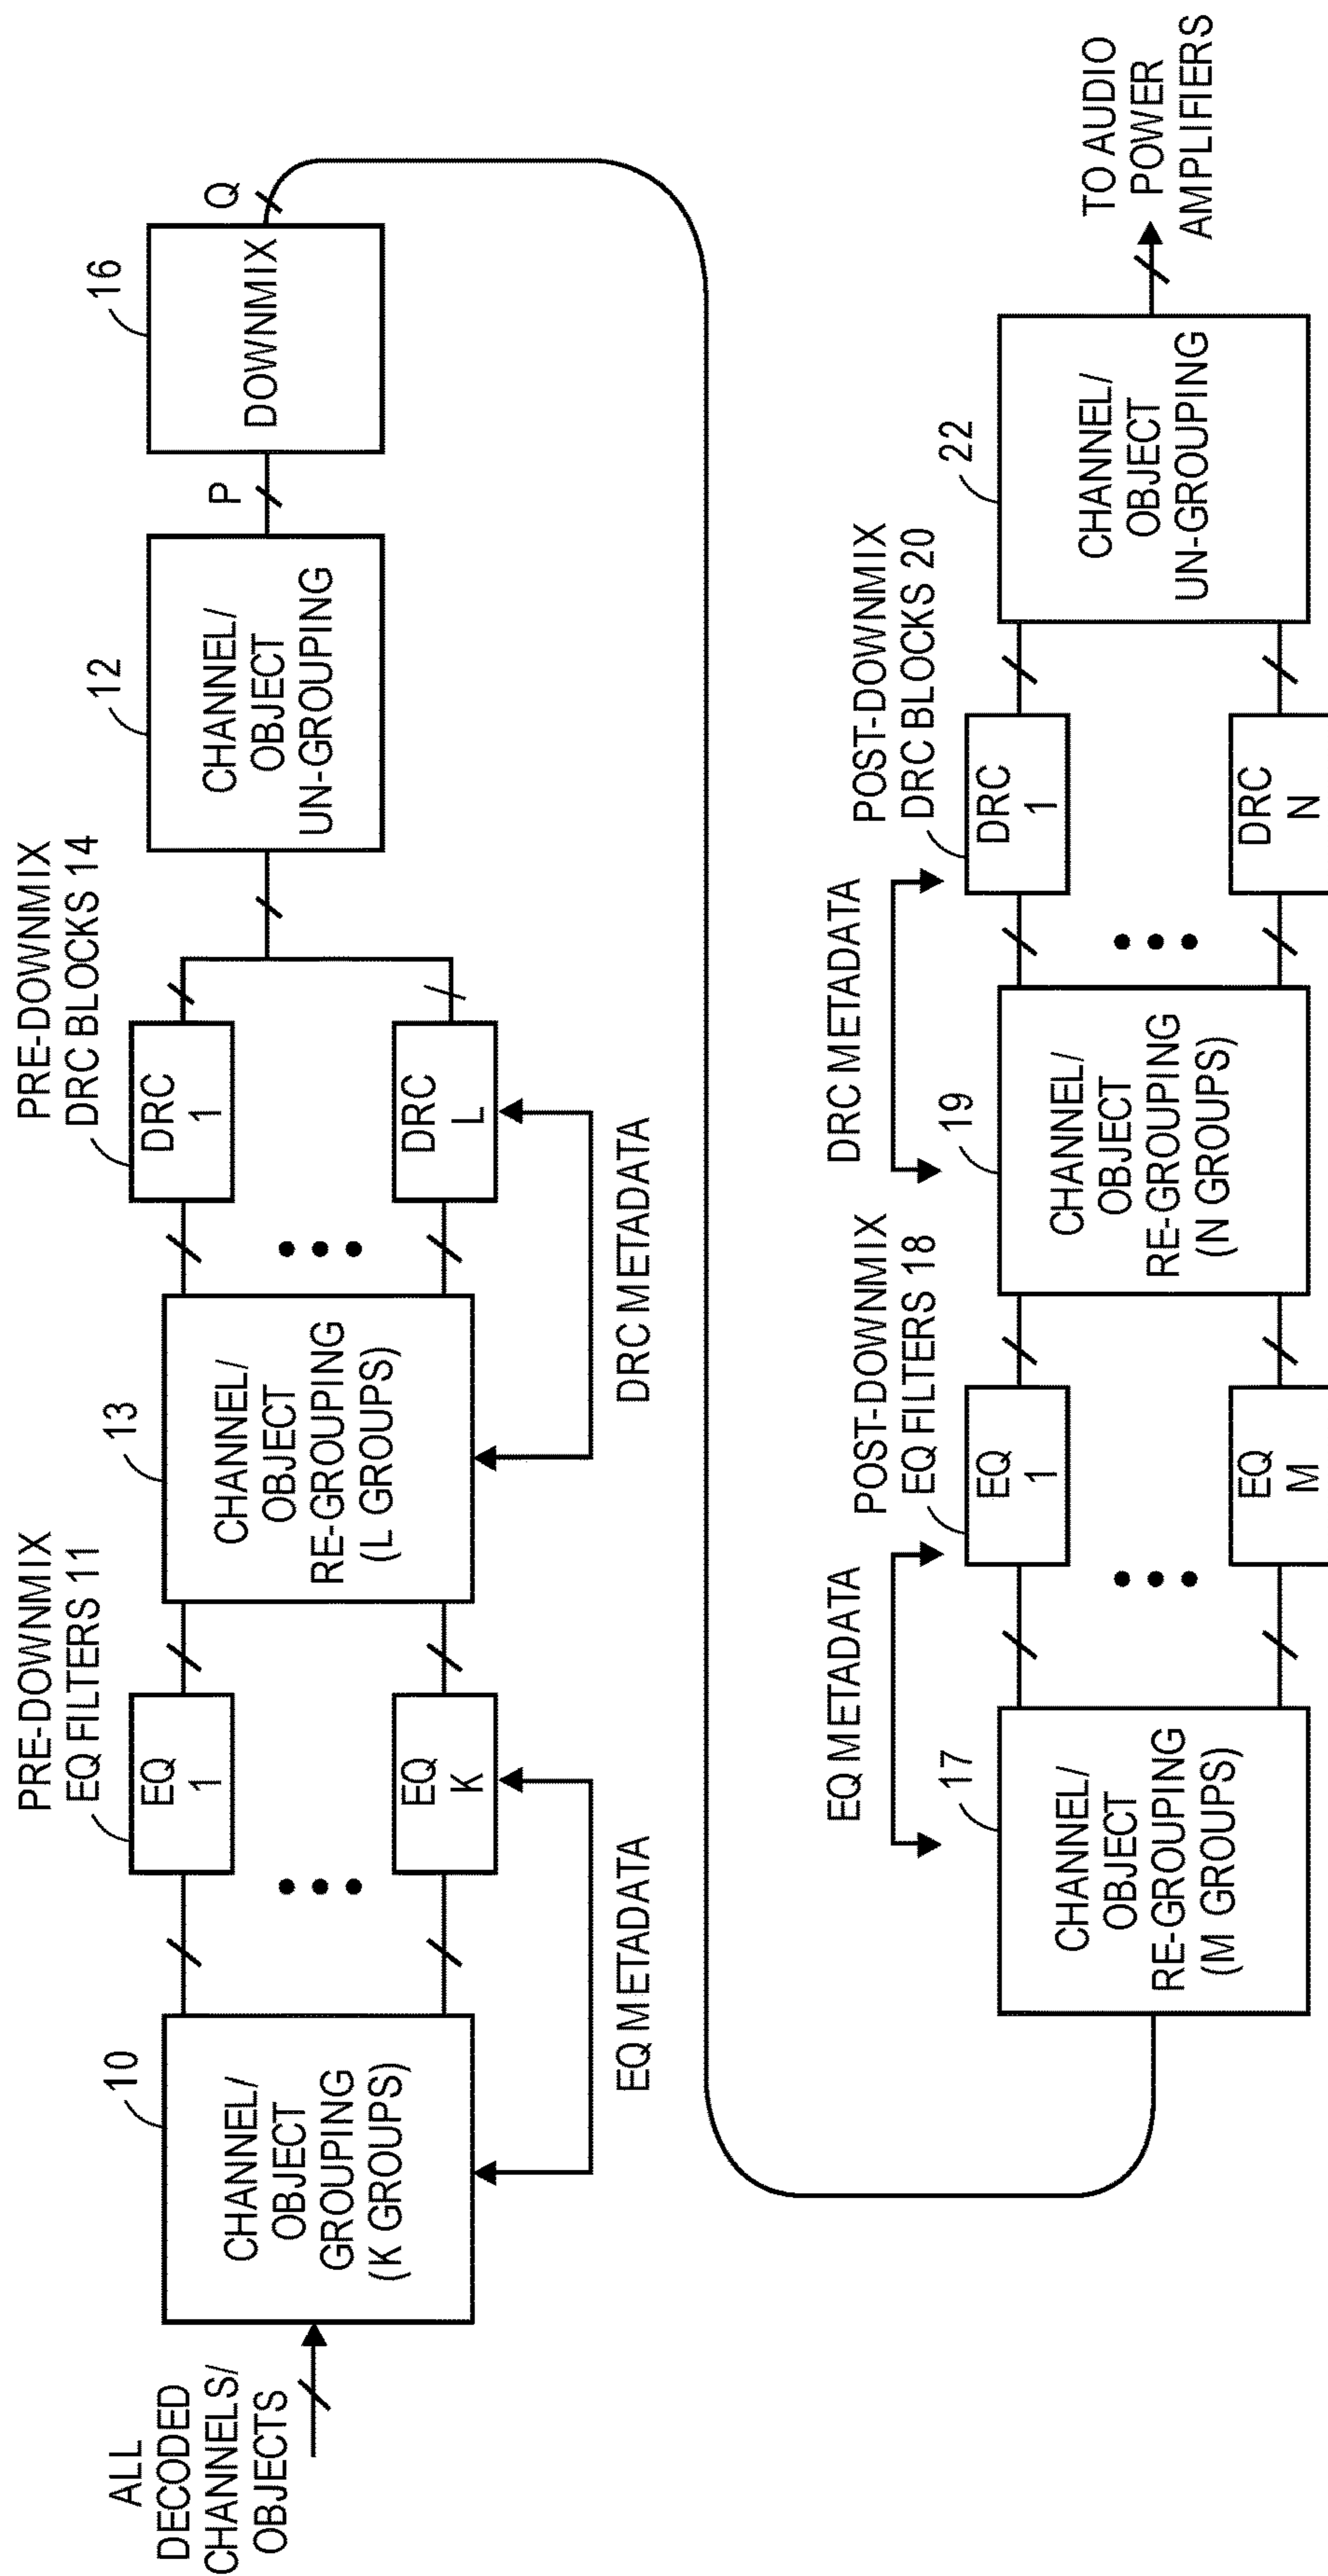 ALL
DECODED
CHANNELS/
OBJECTS
10
CHANNEL/
OBJECT
GROUPING
(K GROUPS)
EQ METADATA
PRE-DOWNMIX
EQ FILTERS 11
EQ
1
EQ
K
13
CHANNEL/
OBJECT
RE-GROUPING
(L GROUPS)
DRC METADATA
PRE-DOWNMIX
DRC BLOCKS 14
DRC
1
DRC
L
12
CHANNEL/
OBJECT
UN-GROUPING
P
16
DOWNMIX
Q
17
CHANNEL/
OBJECT
RE-GROUPING
(M GROUPS)
EQ METADATA
POST-DOWNMIX
EQ FILTERS 18
EQ
1
EQ
M
19
CHANNEL/
OBJECT
RE-GROUPING
(N GROUPS)
DRC METADATA
POST-DOWNMIX
DRC BLOCKS 20
DRC
1
DRC
N
22
CHANNEL/
OBJECT
UN-GROUPING
TO AUDIO
POWER
AMPLIFIERS